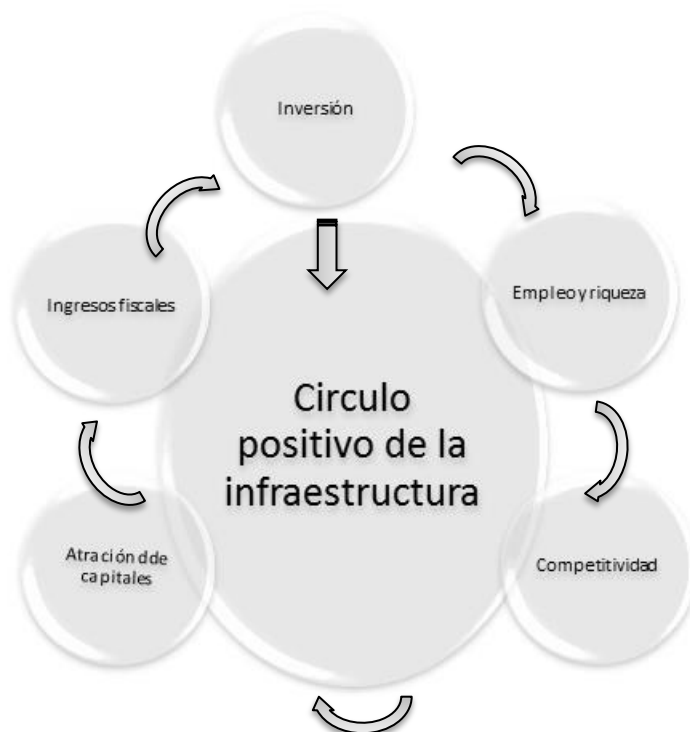 Inversión
Ingresos fiscales
Empleo y riqueza
Circulo
positivo de la
infraestructura
Atración dde
capitales
Competitividad